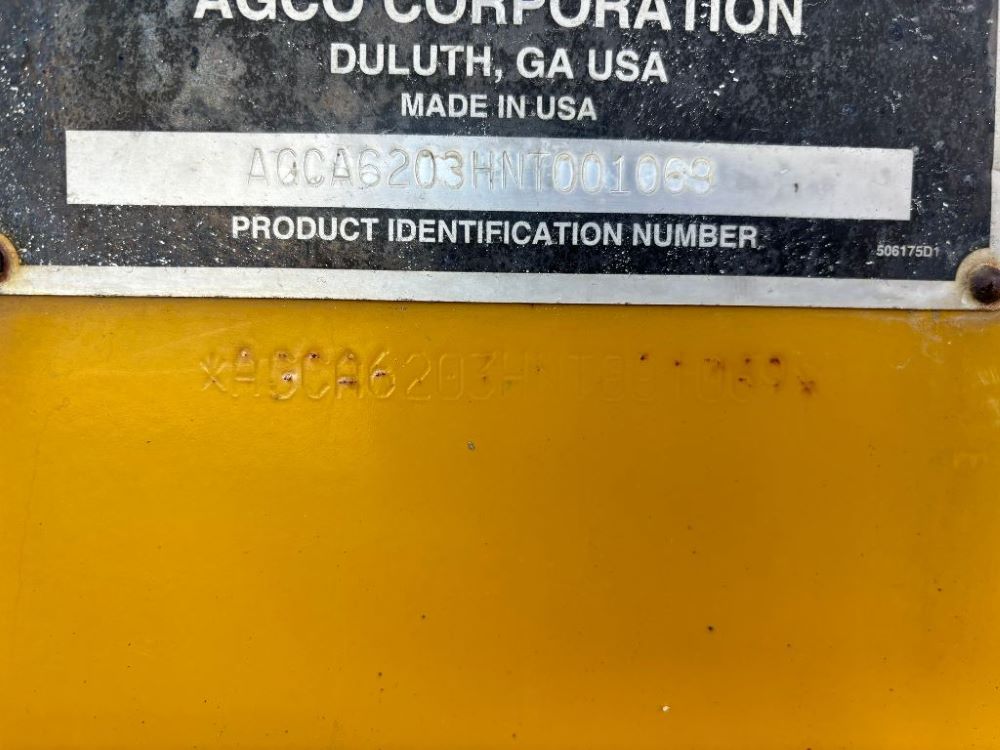 AGCO CORPORATION
DULUTH, GA USA
MADE IN USA
AGCA6203HNT001069
PRODUCT IDENTIFICATION NUMBER
506175D1